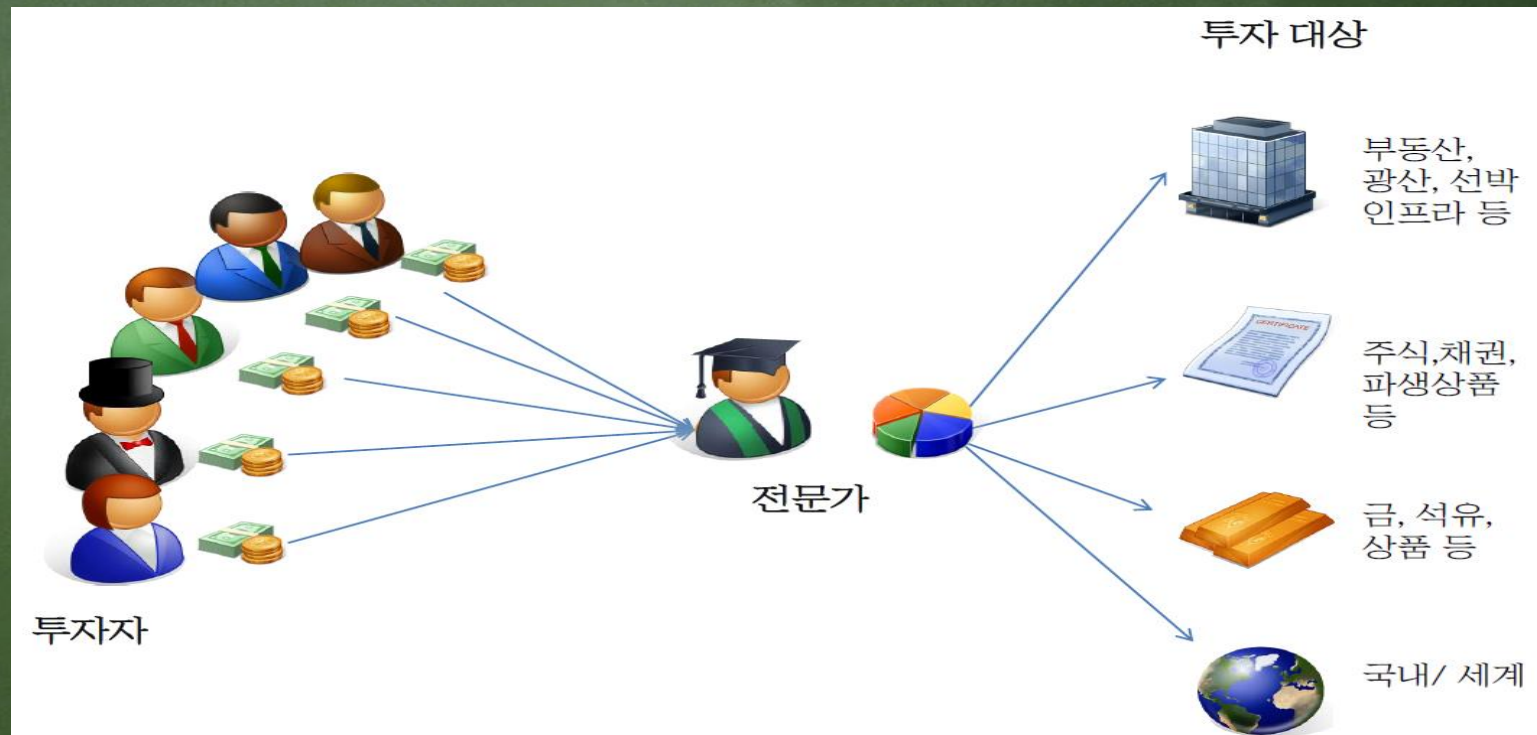 투자 대상
부동산,
광산, 선박
인프라 등
주식,채권,
파생상품
등
금, 석유,
상품 등
국내/ 세계
전문가
투자자
CERTIFICATE